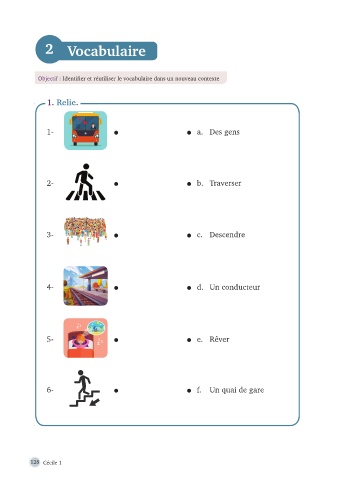 2 Vocabulaire
Objectif : Identifier et réutiliser le vocabulaire dans un nouveau contexte
1. Relie.
1- • • a. Des gens
2- • • b. Traverser
3- • • c. Descendre
4- • • d. Un conducteur
5- • • e. Rêver
6- • • f. Un quai de gare
128 Cécile 1